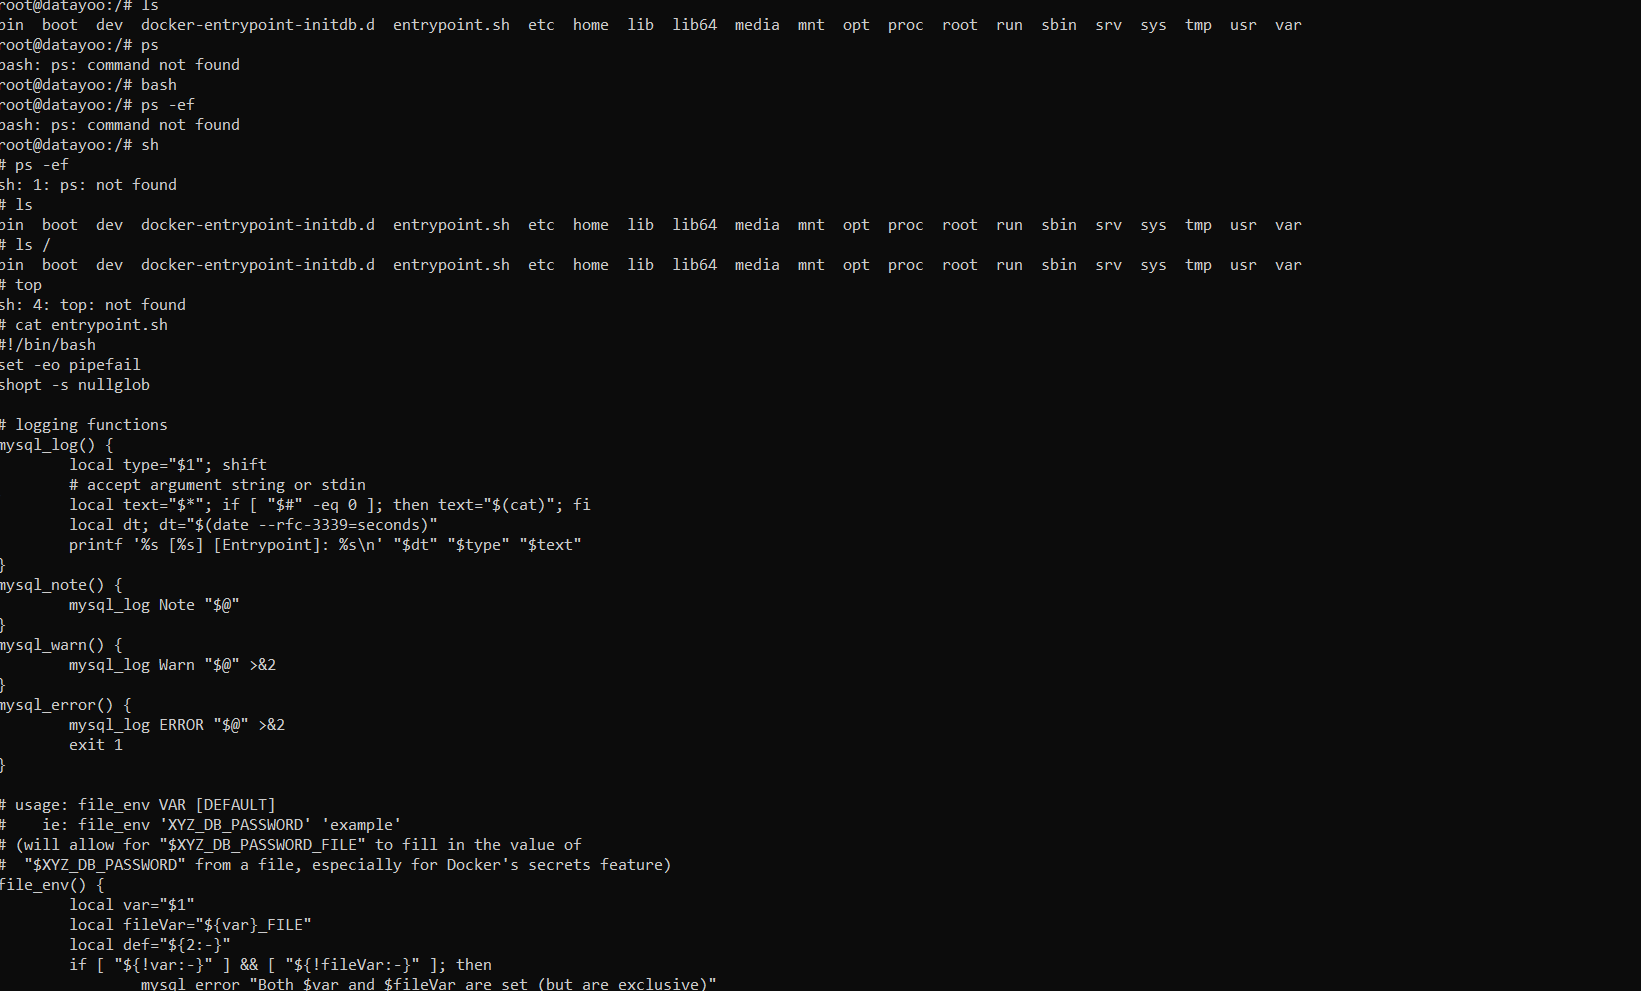 root@datayoo:/# ls
bin  boot  dev  docker-entrypoint-initdb.d  entrypoint.sh  etc  home  lib  lib64  media  mnt  opt  proc  root  run  sbin  srv  sys  tmp  usr  var
root@datayoo:/# ps
bash: ps: command not found
root@datayoo:/# bash
root@datayoo:/# ps -ef
bash: ps: command not found
root@datayoo:/# sh
# ps -ef
sh: 1: ps: not found
# ls
bin  boot  dev  docker-entrypoint-initdb.d  entrypoint.sh  etc  home  lib  lib64  media  mnt  opt  proc  root  run  sbin  srv  sys  tmp  usr  var
# ls /
bin  boot  dev  docker-entrypoint-initdb.d  entrypoint.sh  etc  home  lib  lib64  media  mnt  opt  proc  root  run  sbin  srv  sys  tmp  usr  var
# top
sh: 4: top: not found
# cat entrypoint.sh
#!/bin/bash
set -eo pipefail
shopt -s nullglob

# logging functions
mysql_log() {
        local type="$1"; shift
        # accept argument string or stdin
        local text="$*"; if [ "$#" -eq 0 ]; then text="$(cat)"; fi
        local dt; dt="$(date --rfc-3339=seconds)"
        printf '%s [%s] [Entrypoint]: %s\n' "$dt" "$type" "$text"
}
mysql_note() {
        mysql_log Note "$@"
}
mysql_warn() {
        mysql_log Warn "$@" >&2
}
mysql_error() {
        mysql_log ERROR "$@" >&2
        exit 1
}

# usage: file_env VAR [DEFAULT]
#    ie: file_env 'XYZ_DB_PASSWORD' 'example'
# (will allow for "$XYZ_DB_PASSWORD_FILE" to fill in the value of
#  "$XYZ_DB_PASSWORD" from a file, especially for Docker's secrets feature)
file_env() {
        local var="$1"
        local fileVar="${var}_FILE"
        local def="${2:-}"
        if [ "${!var:-}" ] && [ "${!fileVar:-}" ]; then
                mysql_error "Both $var and $fileVar are set (but are exclusive)"